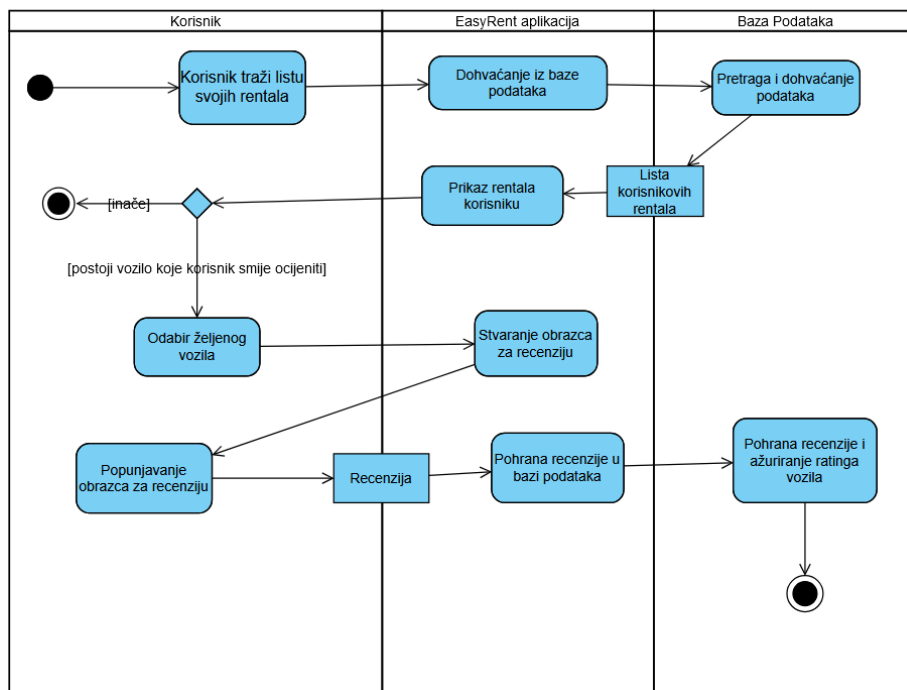 Korisnik
EasyRent aplikacija
Baza Podataka
Korisnik traži listu
svojih rentala
Dohvaćanje iz baze
podataka
Pretraga i dohvaćanje
podataka
Lista
korisnikovih
rentala
Prikaz rentala
korisniku
[inače]
[postoji vozilo koje korisnik smije ocijeniti]
Odabir željenog
vozila
Stvaranje obrazca
za recenziju
Popunjavanje
obrazca za recenziju
Recenzija
Pohrana recenzije u
bazi podataka
Pohrana recenzije i
ažuriranje ratinga
vozila